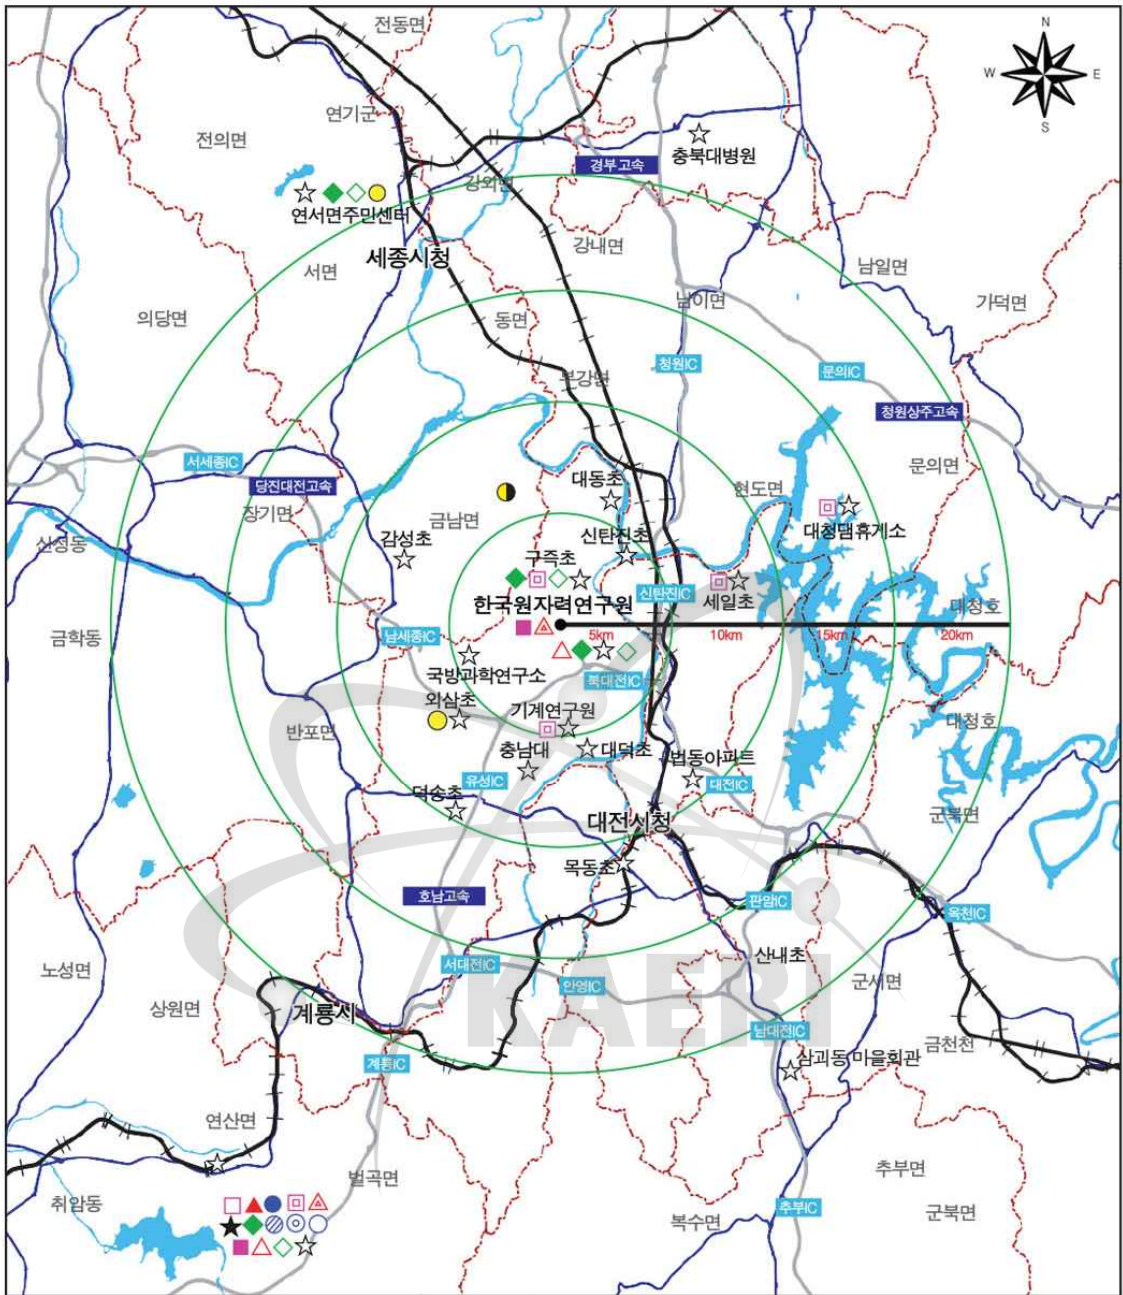 전동면
N
W
E
S
연기군
전의면
충북대병원
경부고속
강외면
연서면주민센터
강내면
세종시청
서면
남일면
남이면
가덕면
의당면
동면
청원IC
문의IC
부강면
청원상주고속
서세종IC
문의면
당진대전고속
대동초
현도면
장기면
금남면
대청댐휴게소
산성동
감성초
신탄진초
구즉초
신탄진IC
세일초
한국원자력연구원
대청호
금학동
남세종IC
5km
10km
15km
20km
국방과학연구소
북대전IC
외삼초
기계연구원
대청호
반포면
충남대
대덕초
법동아파트
유성IC
대전IC
덕송초
대전시청
군북면
목동초
호남고속
판암IC
옥천IC
산내초
노성면
서대전IC
군서면
안영IC
상원면
계룡시
KAERI
남대전IC
금천천
삼괴동 마을회관
계룡IC
연산면
벌곡면
추부면
취암동
추부IC
군북면
복수면